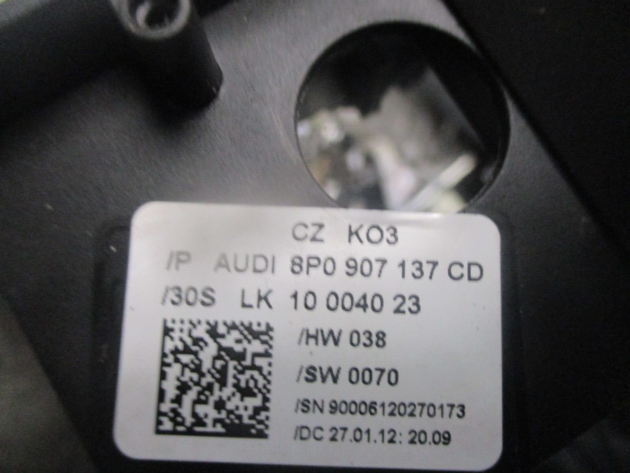 CZ KO3
/P AUDI 8P0 907 137 CD
/30S LK 10 0040 23
/HW 038
/SW 0070
/SN 90006120270173
/DC 27.01.12: 20.09